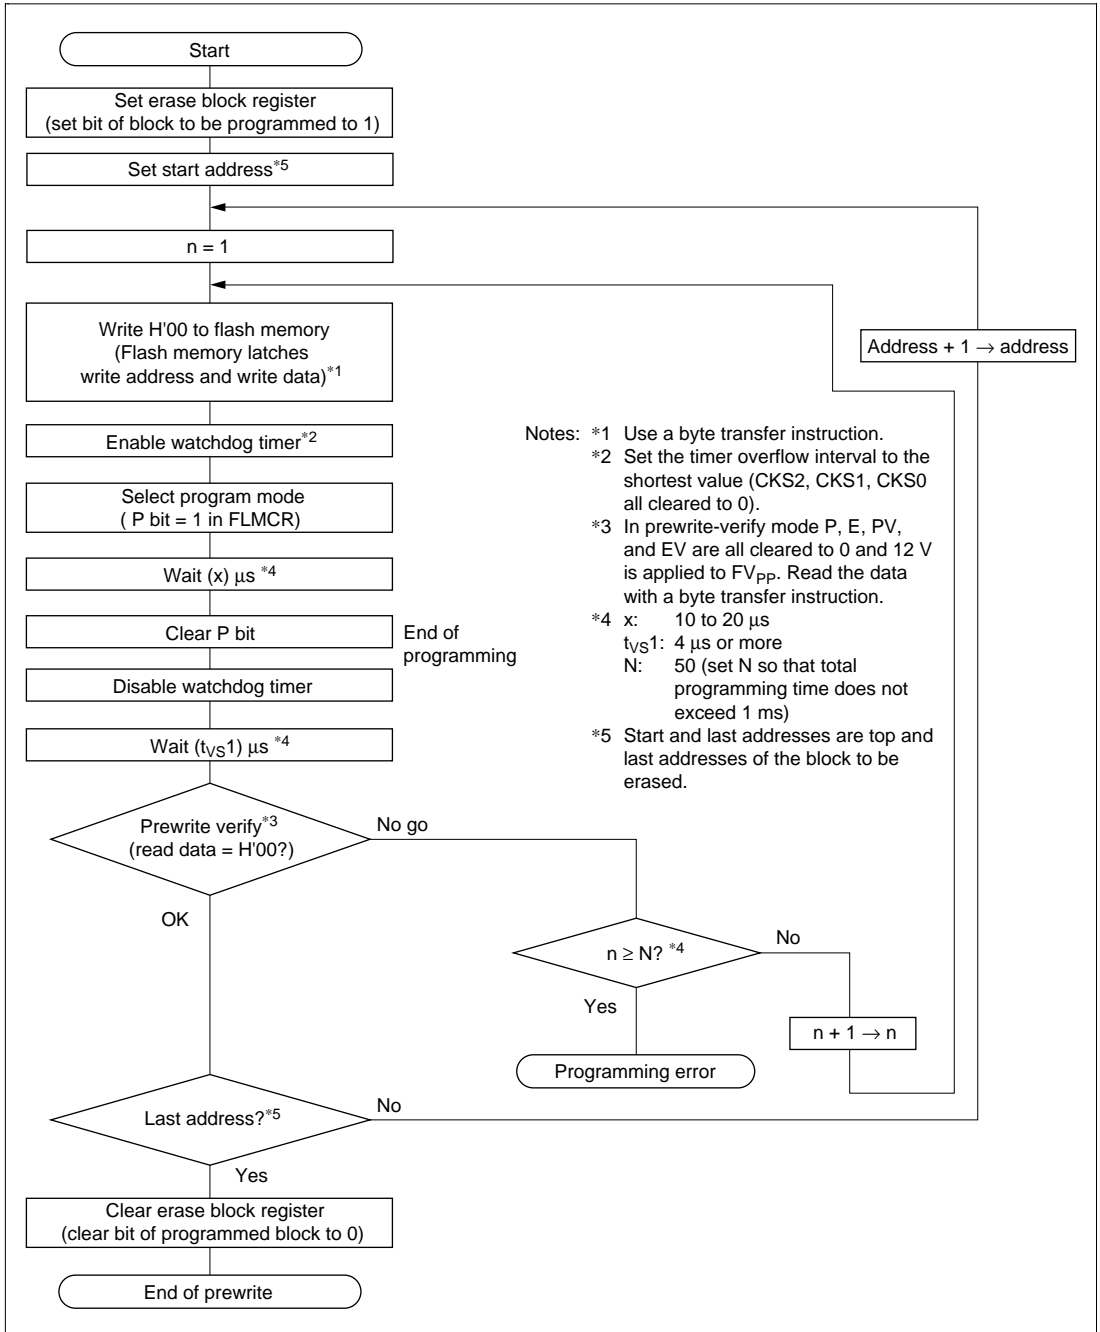 Start
Set erase block register
(set bit of block to be programmed to 1)
Set start address*5
n = 1
Write H'00 to flash memory
(Flash memory latches
write address and write data)*1
Address + 1 → address
Enable watchdog timer*2
Select program mode
( P bit = 1 in FLMCR)
Wait (x) μs *4
Clear P bit
End of
programming
Disable watchdog timer
Wait (tVS1) μs *4
Notes: *1 Use a byte transfer instruction.
*2 Set the timer overflow interval to the
shortest value (CKS2, CKS1, CKS0
all cleared to 0).
*3 In prewrite-verify mode P, E, PV,
and EV are all cleared to 0 and 12 V
is applied to FVPP. Read the data
with a byte transfer instruction.
*4 x: 10 to 20 μs
tVS1: 4 μs or more
N: 50 (set N so that total
programming time does not
exceed 1 ms)
*5 Start and last addresses are top and
last addresses of the block to be
erased.
Prewrite verify*3
(read data = H'00?)
No go
OK
n ≥ N? *4
No
Yes
n + 1 → n
Programming error
Last address?*5
No
Yes
Clear erase block register
(clear bit of programmed block to 0)
End of prewrite